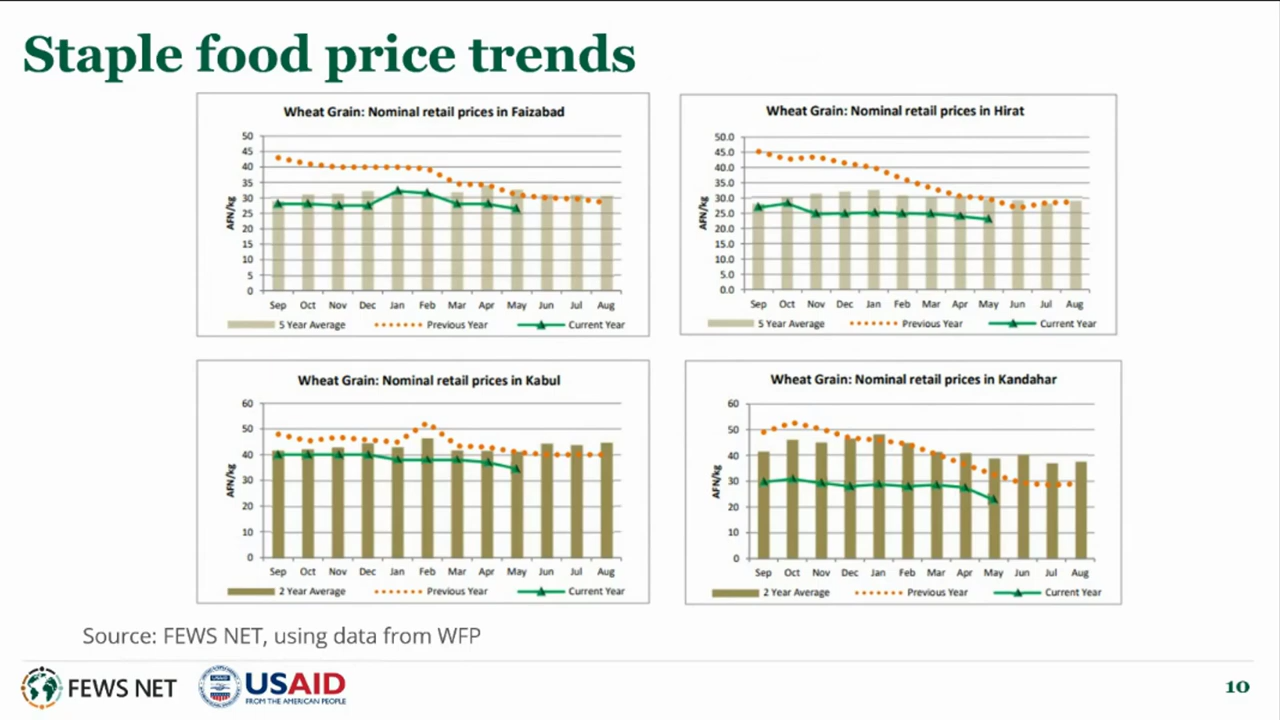 Staple food price trends
Wheat Grain: Nominal retail prices in Faizabad
50
45
40
35
30
25
20
15
10
5
0
AFN/kg
Sep Oct Nov Dec Jan Feb Mar Apr May Jun Jul Aug
5 Year Average Previous Year Current Year
Wheat Grain: Nominal retail prices in Hirat
50.0
45.0
40.0
35.0
30.0
25.0
20.0
15.0
10.0
5.0
0.0
AFN/kg
Sep Oct Nov Dec Jan Feb Mar Apr May Jun Jul Aug
5 Year Average Previous Year Current Year
Wheat Grain: Nominal retail prices in Kabul
60
50
40
30
20
10
0
AFN/kg
Sep Oct Nov Dec Jan Feb Mar Apr May Jun Jul Aug
2 Year Average Previous Year Current Year
Wheat Grain: Nominal retail prices in Kandahar
60
50
40
30
20
10
0
AFN/kg
Sep Oct Nov Dec Jan Feb Mar Apr May Jun Jul Aug
2 Year Average Previous Year Current Year
Source: FEWS NET, using data from WFP
FEWS NET
USAID
USAID
FROM THE AMERICAN PEOPLE
10